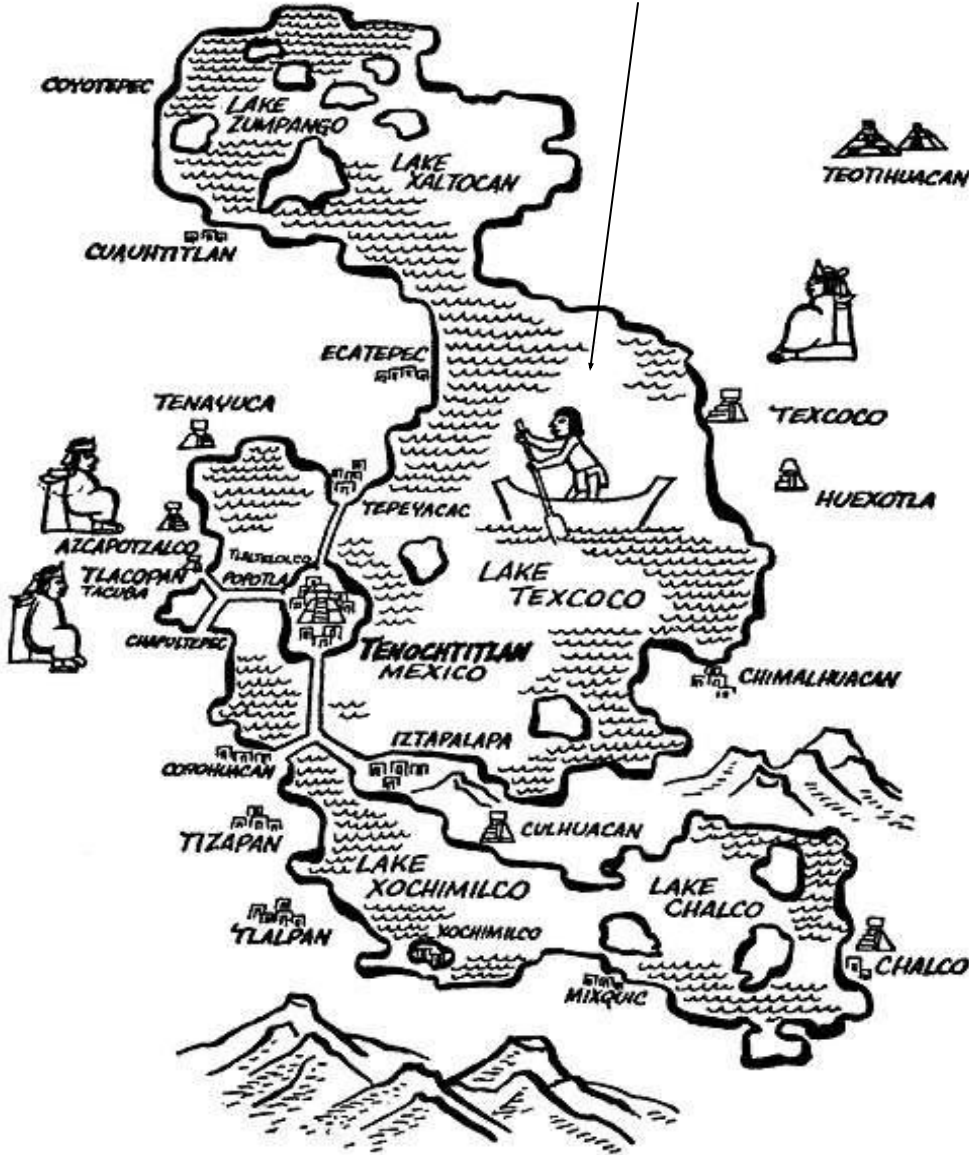 COYOTEPEC
LAKE
ZUMPANGO
LAKE
XALTOCAN
TEOTIHUACAN
CUAUHTITLAN
ECATEPEC
TENAYUCA
TEXCOCO
TEPEYACAC
HUEXOTLA
AZCAPOTZALCO
TLALTELOLCO
TLACOPAN
TACUBA
POPOTLA
LAKE
TEXCOCO
CHAPULTEPEC
TENOCHTITLAN
MEXICO
CHIMALHUACAN
IZTAPALAPA
COYOHUACAN
TIZAPAN
CULHUACAN
LAKE
XOCHIMILCO
LAKE
CHALCO
TLALPAN
XOCHIMILCO
MIXQUIC
CHALCO